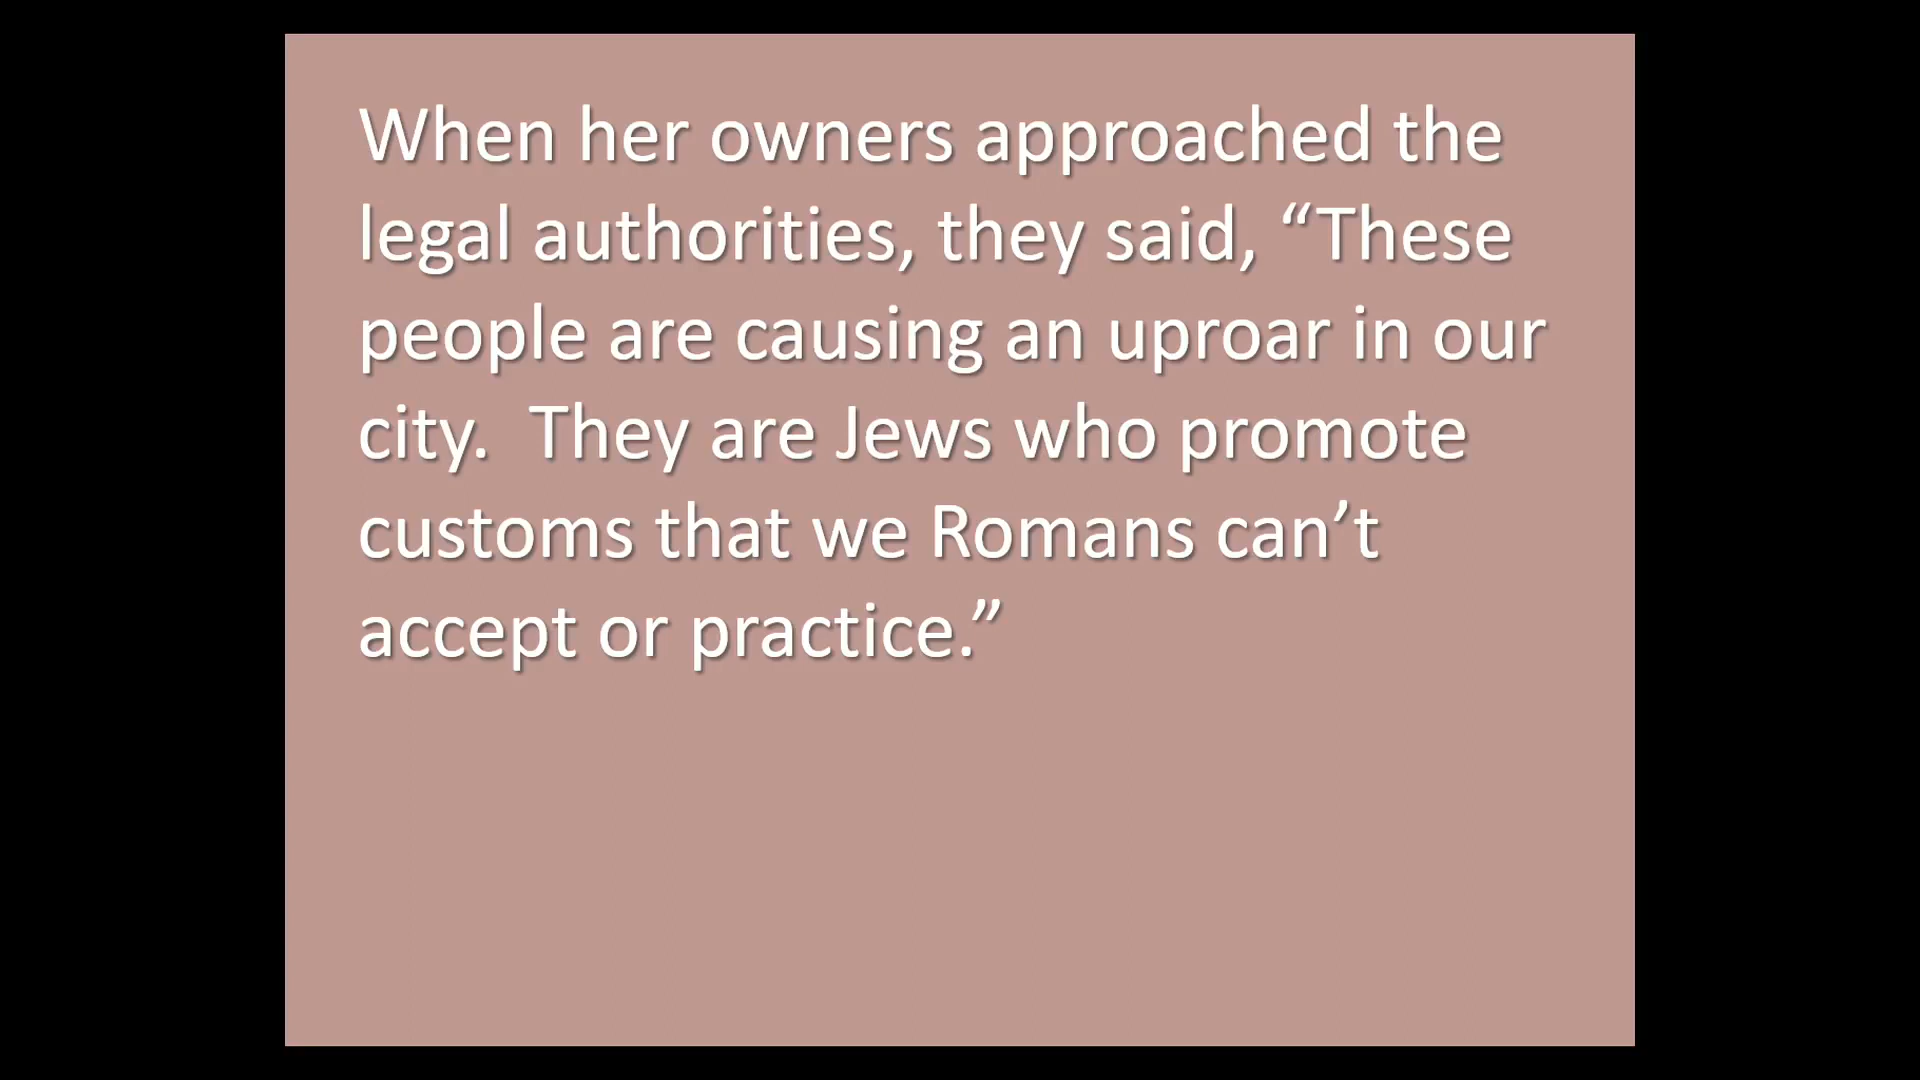 When her owners approached the
legal authorities, they said, “These
people are causing an uproar in our
city.  They are Jews who promote
customs that we Romans can’t
accept or practice.”